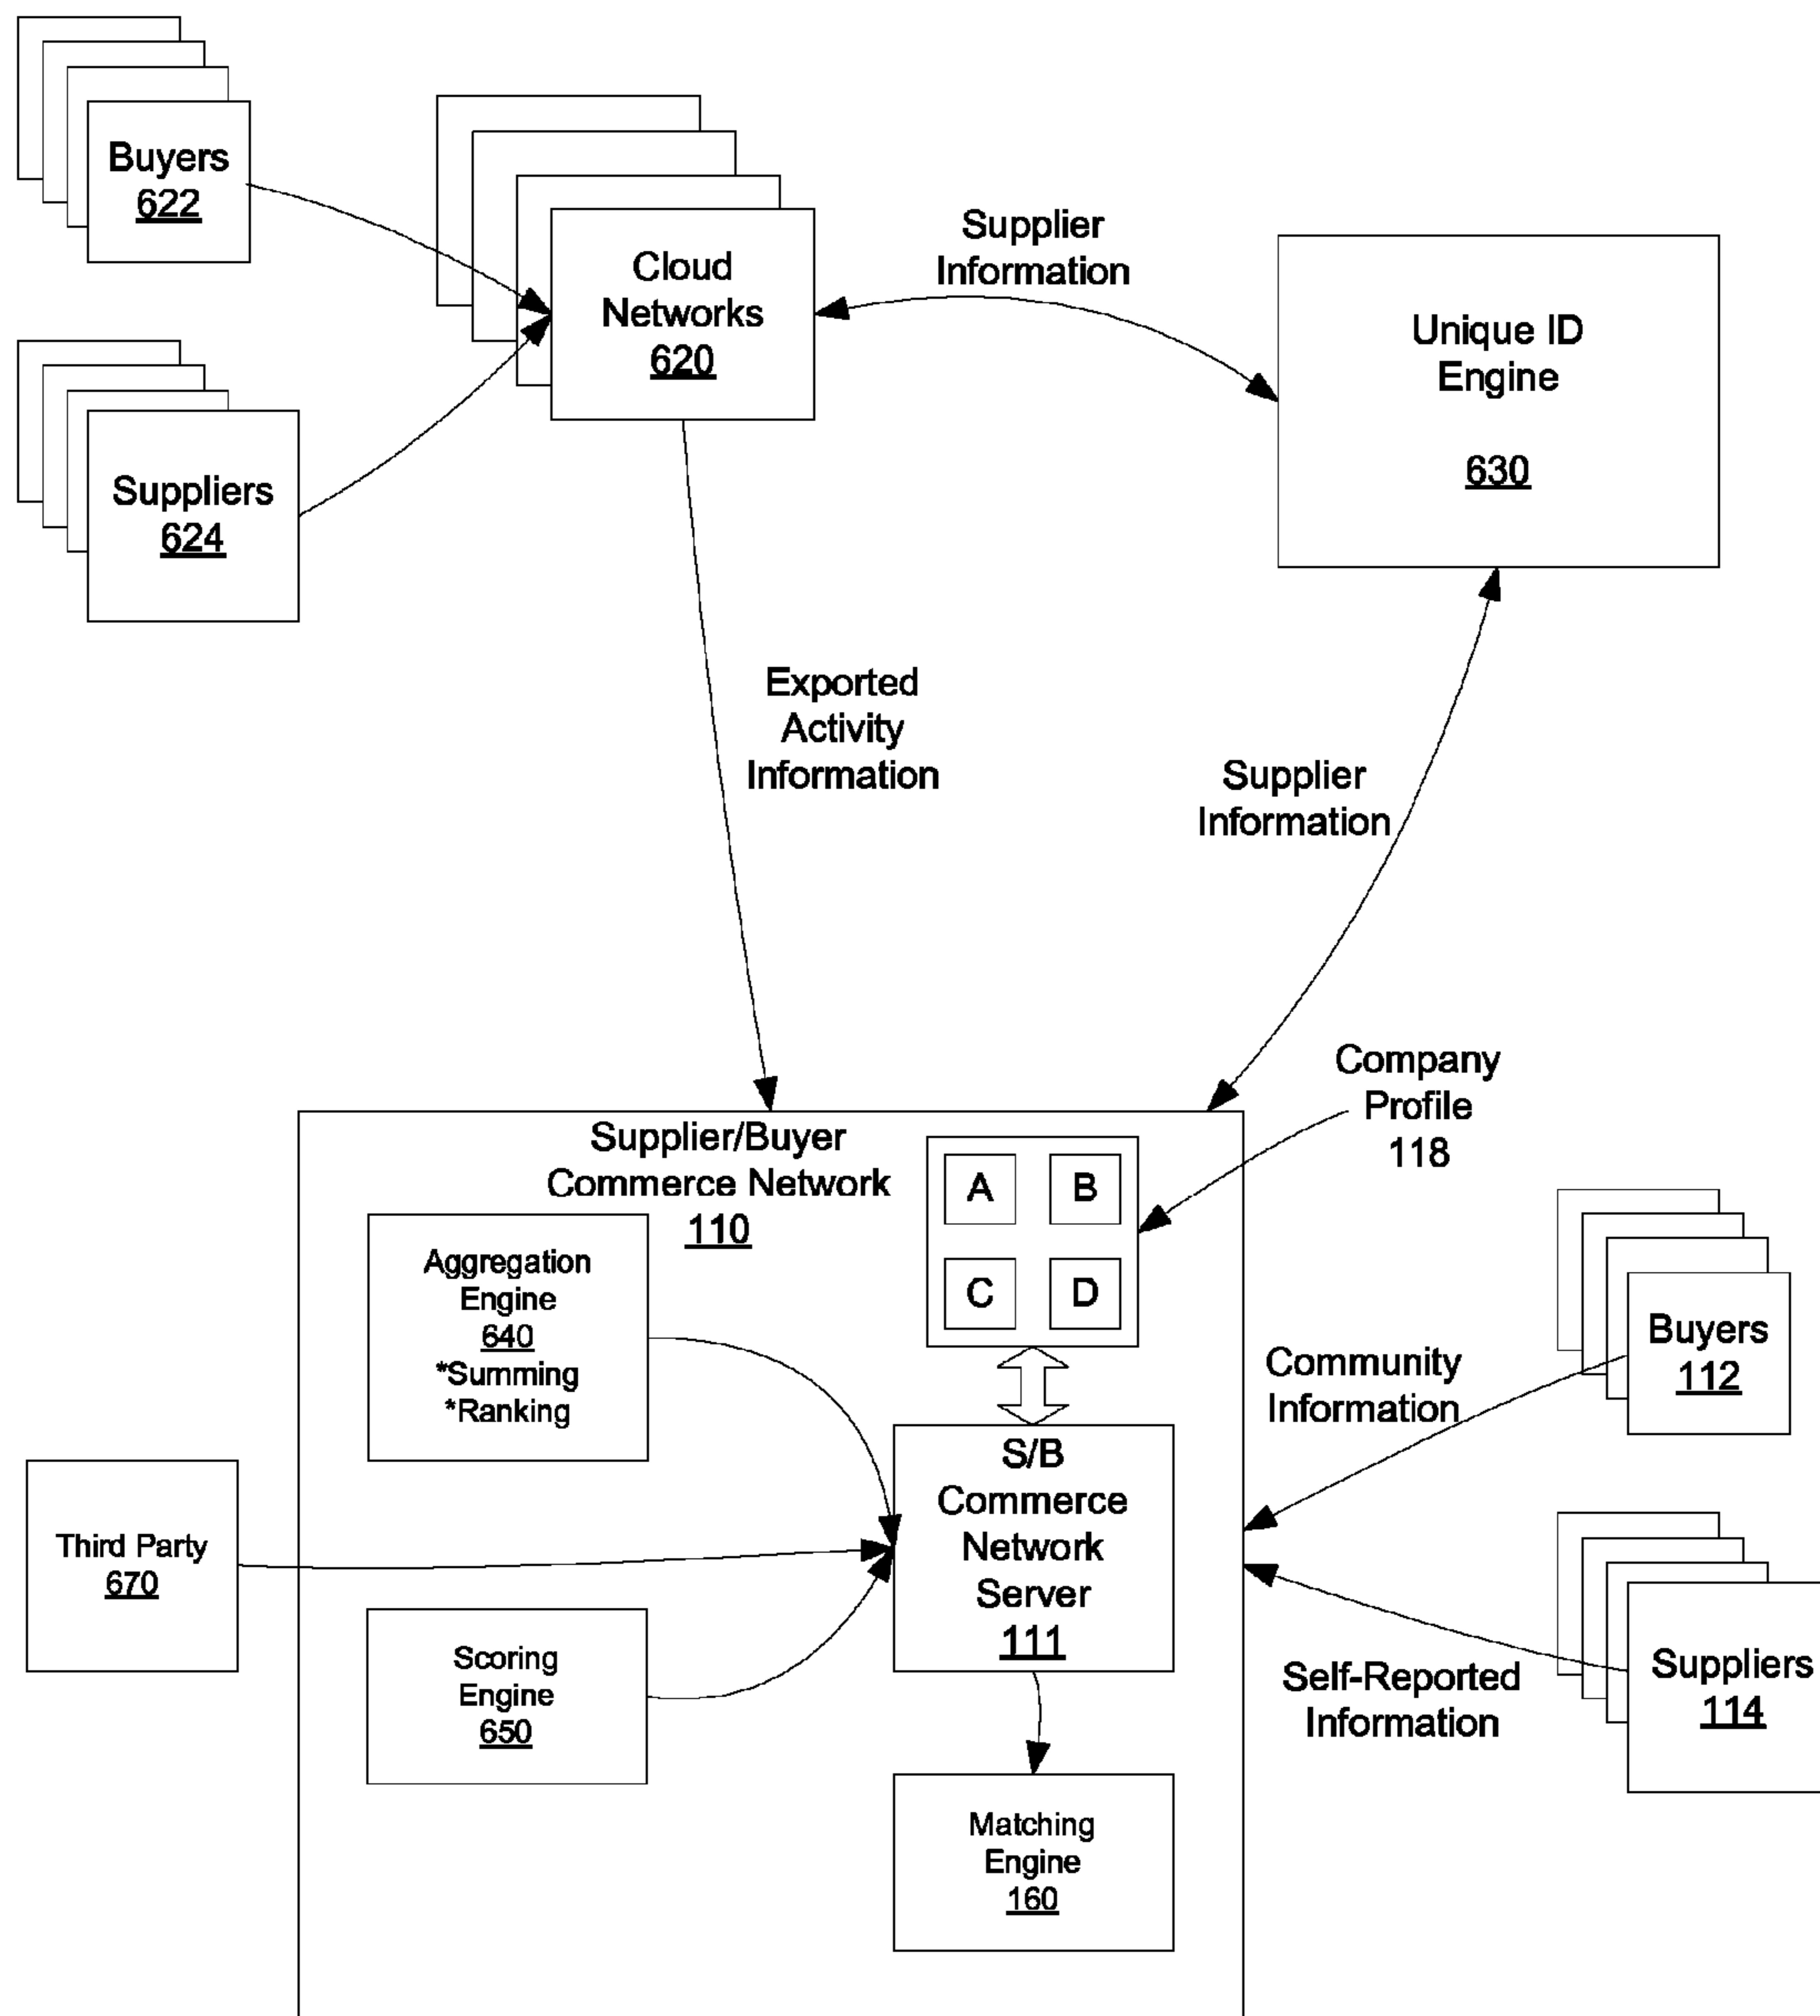 Buyers
622
Cloud
Networks
620
Supplier
Information
Unique ID
Engine
630
Suppliers
624
Exported
Activity
Information
Supplier
Information
Company
Profile
118
Supplier/Buyer
Commerce Network
110
A
B
C
D
Aggregation
Engine
640
*Summing
*Ranking
Community
Information
Buyers
112
S/B
Commerce
Network
Server
111
Third Party
670
Scoring
Engine
650
Self-Reported
Information
Suppliers
114
Matching
Engine
160